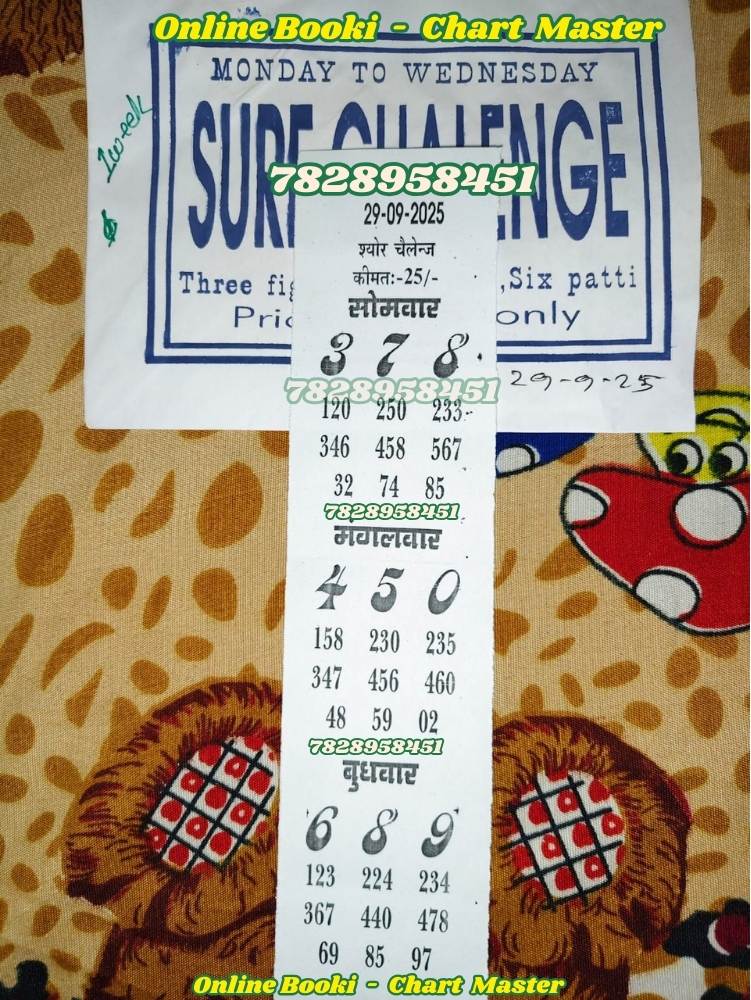 Online Booki - Chart Master
MONDAY TO WEDNESDAY
1week
7828958451
29-09-2025
श्योर चैलेन्ज
Three
,Six patti
कीमतः-25/-
only
सोमवार
3 7 8
29-9-25
7828958451
120 250 233
346 458 567
32 74 85
7828958451
मंगलवार
4 5 0
158 230 235
347 456 460
48 59 02
7828958451
बुधवार
6 8 9
123 224 234
367 440 478
69 85 97
Online Booki - Chart Master